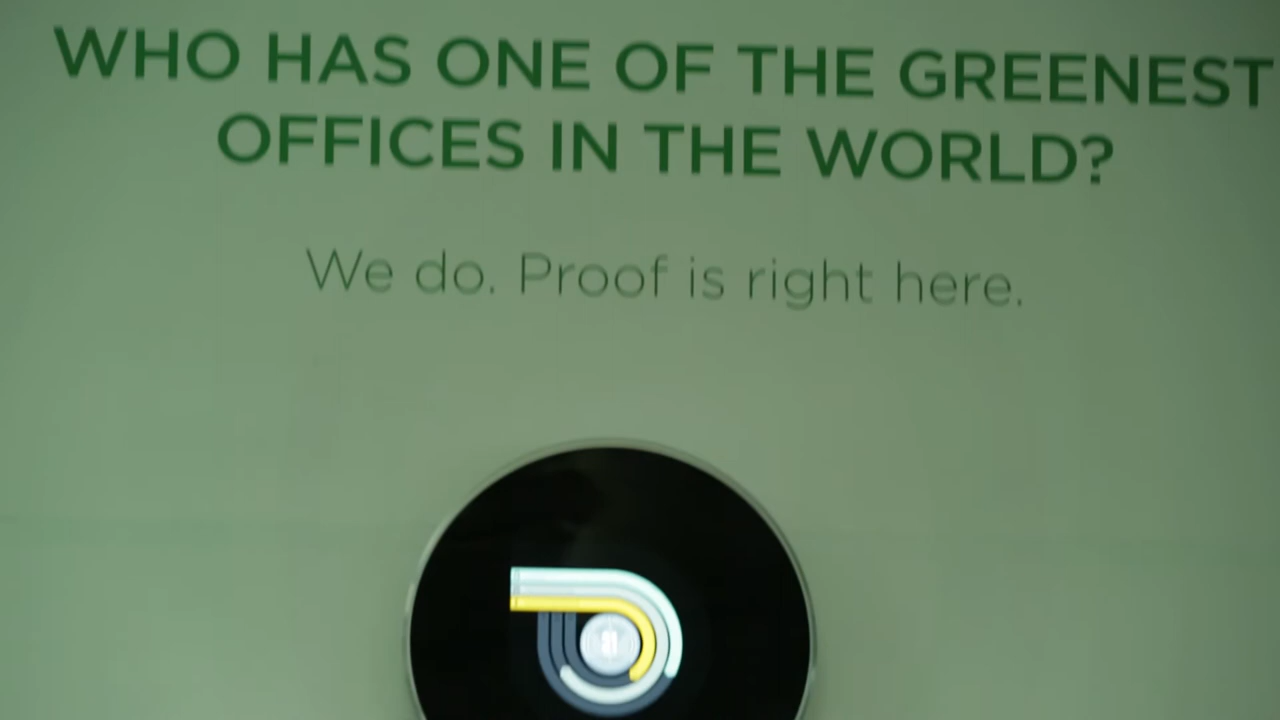 WHO HAS ONE OF THE GREENEST
OFFICES IN THE WORLD?
We do. Proof is right here.